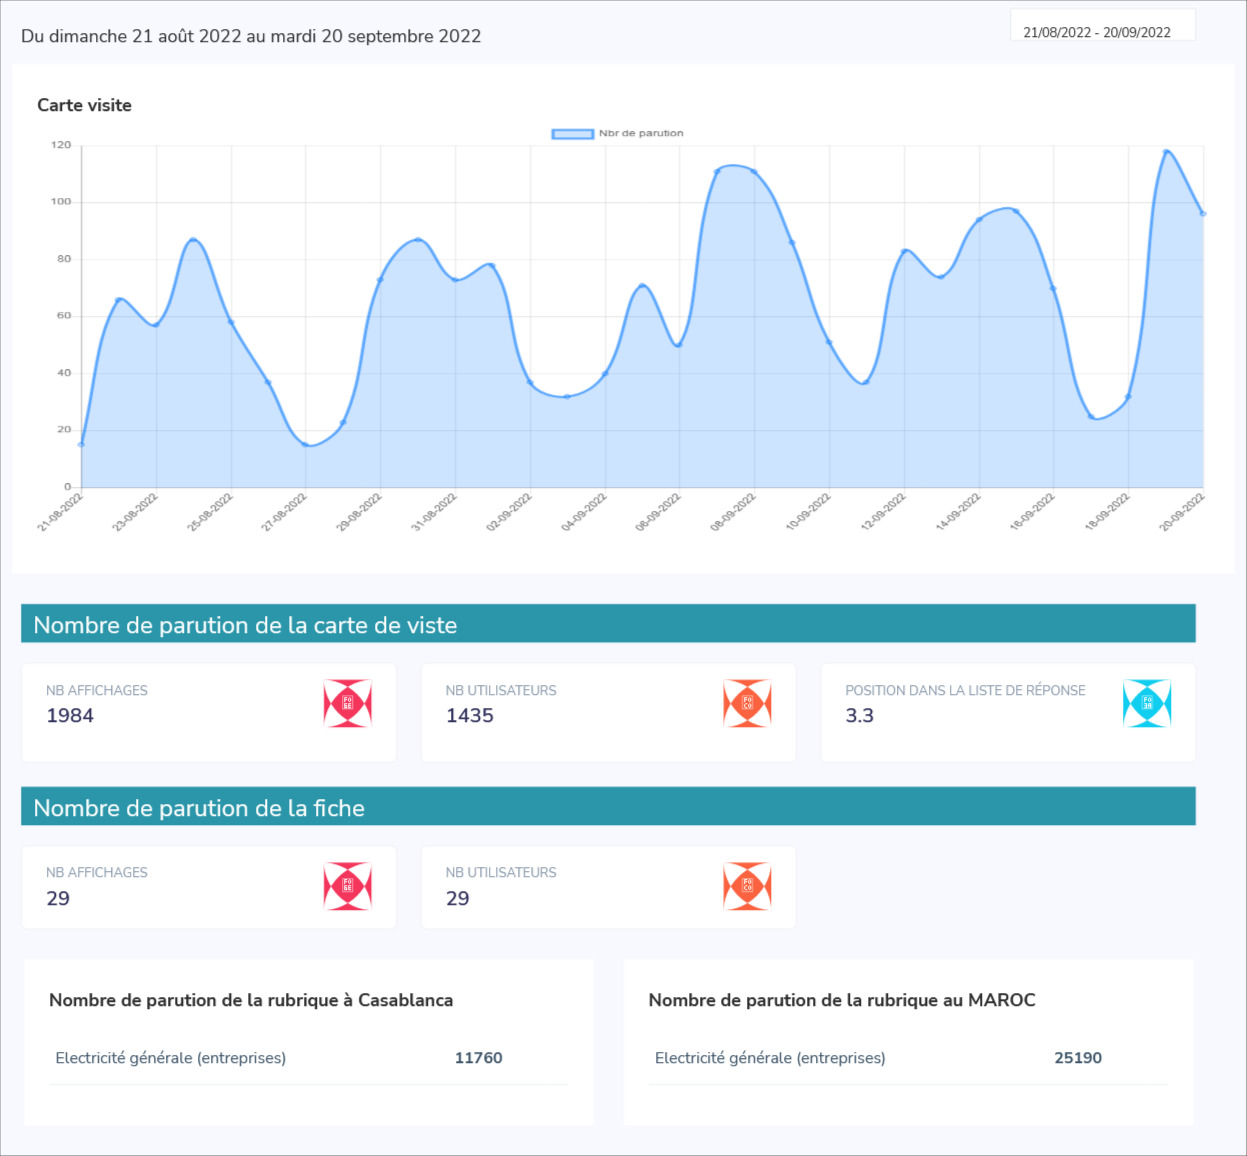 Du dimanche 21 août 2022 au mardi 20 septembre 2022
21/08/2022 - 20/09/2022
Carte visite
Nbr de parution
120
100
80
60
40
20
0
21-08-2022
23-08-2022
25-08-2022
27-08-2022
29-08-2022
31-08-2022
02-09-2022
04-09-2022
06-09-2022
08-09-2022
10-09-2022
12-09-2022
14-09-2022
16-09-2022
18-09-2022
20-09-2022
Nombre de parution de la carte de viste
NB AFFICHAGES
1984
NB UTILISATEURS
1435
POSITION DANS LA LISTE DE RÉPONSE
3.3
Nombre de parution de la fiche
NB AFFICHAGES
29
NB UTILISATEURS
29
Nombre de parution de la rubrique à Casablanca
Electricité générale (entreprises) 11760
Nombre de parution de la rubrique au MAROC
Electricité générale (entreprises) 25190